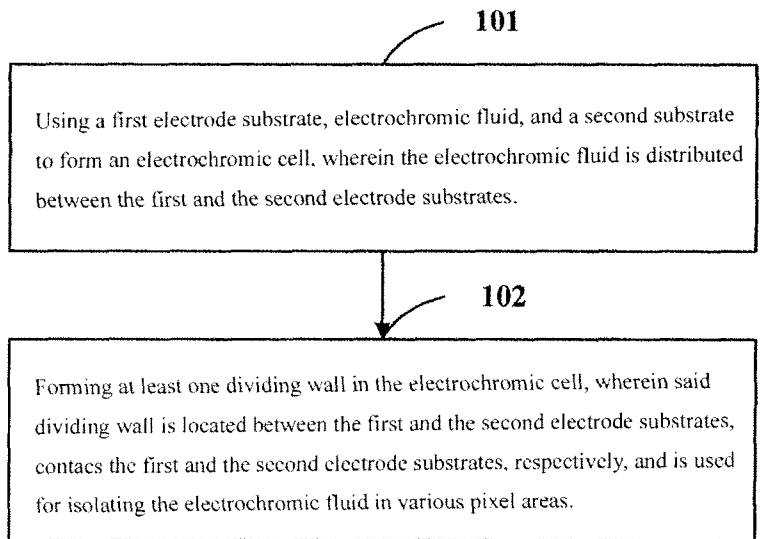 101
Using a first electrode substrate, electrochromic fluid, and a second substrate
to form an electrochromic cell, wherein the electrochromic fluid is distributed
between the first and the second electrode substrates.
102
Forming at least one dividing wall in the electrochromic cell, wherein said
dividing wall is located between the first and the second electrode substrates,
contacs the first and the second electrode substrates, respectively, and is used
for isolating the electrochromic fluid in various pixel areas.